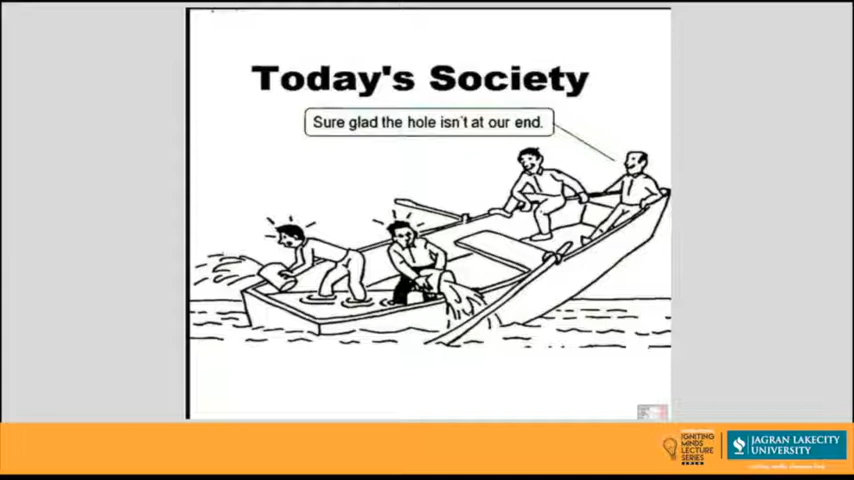 Today's Society
Sure glad the hole isn't at our end.
IGNITING
MINDS
LECTURE
SERIES
JAGRAN LAKECITY
UNIVERSITY